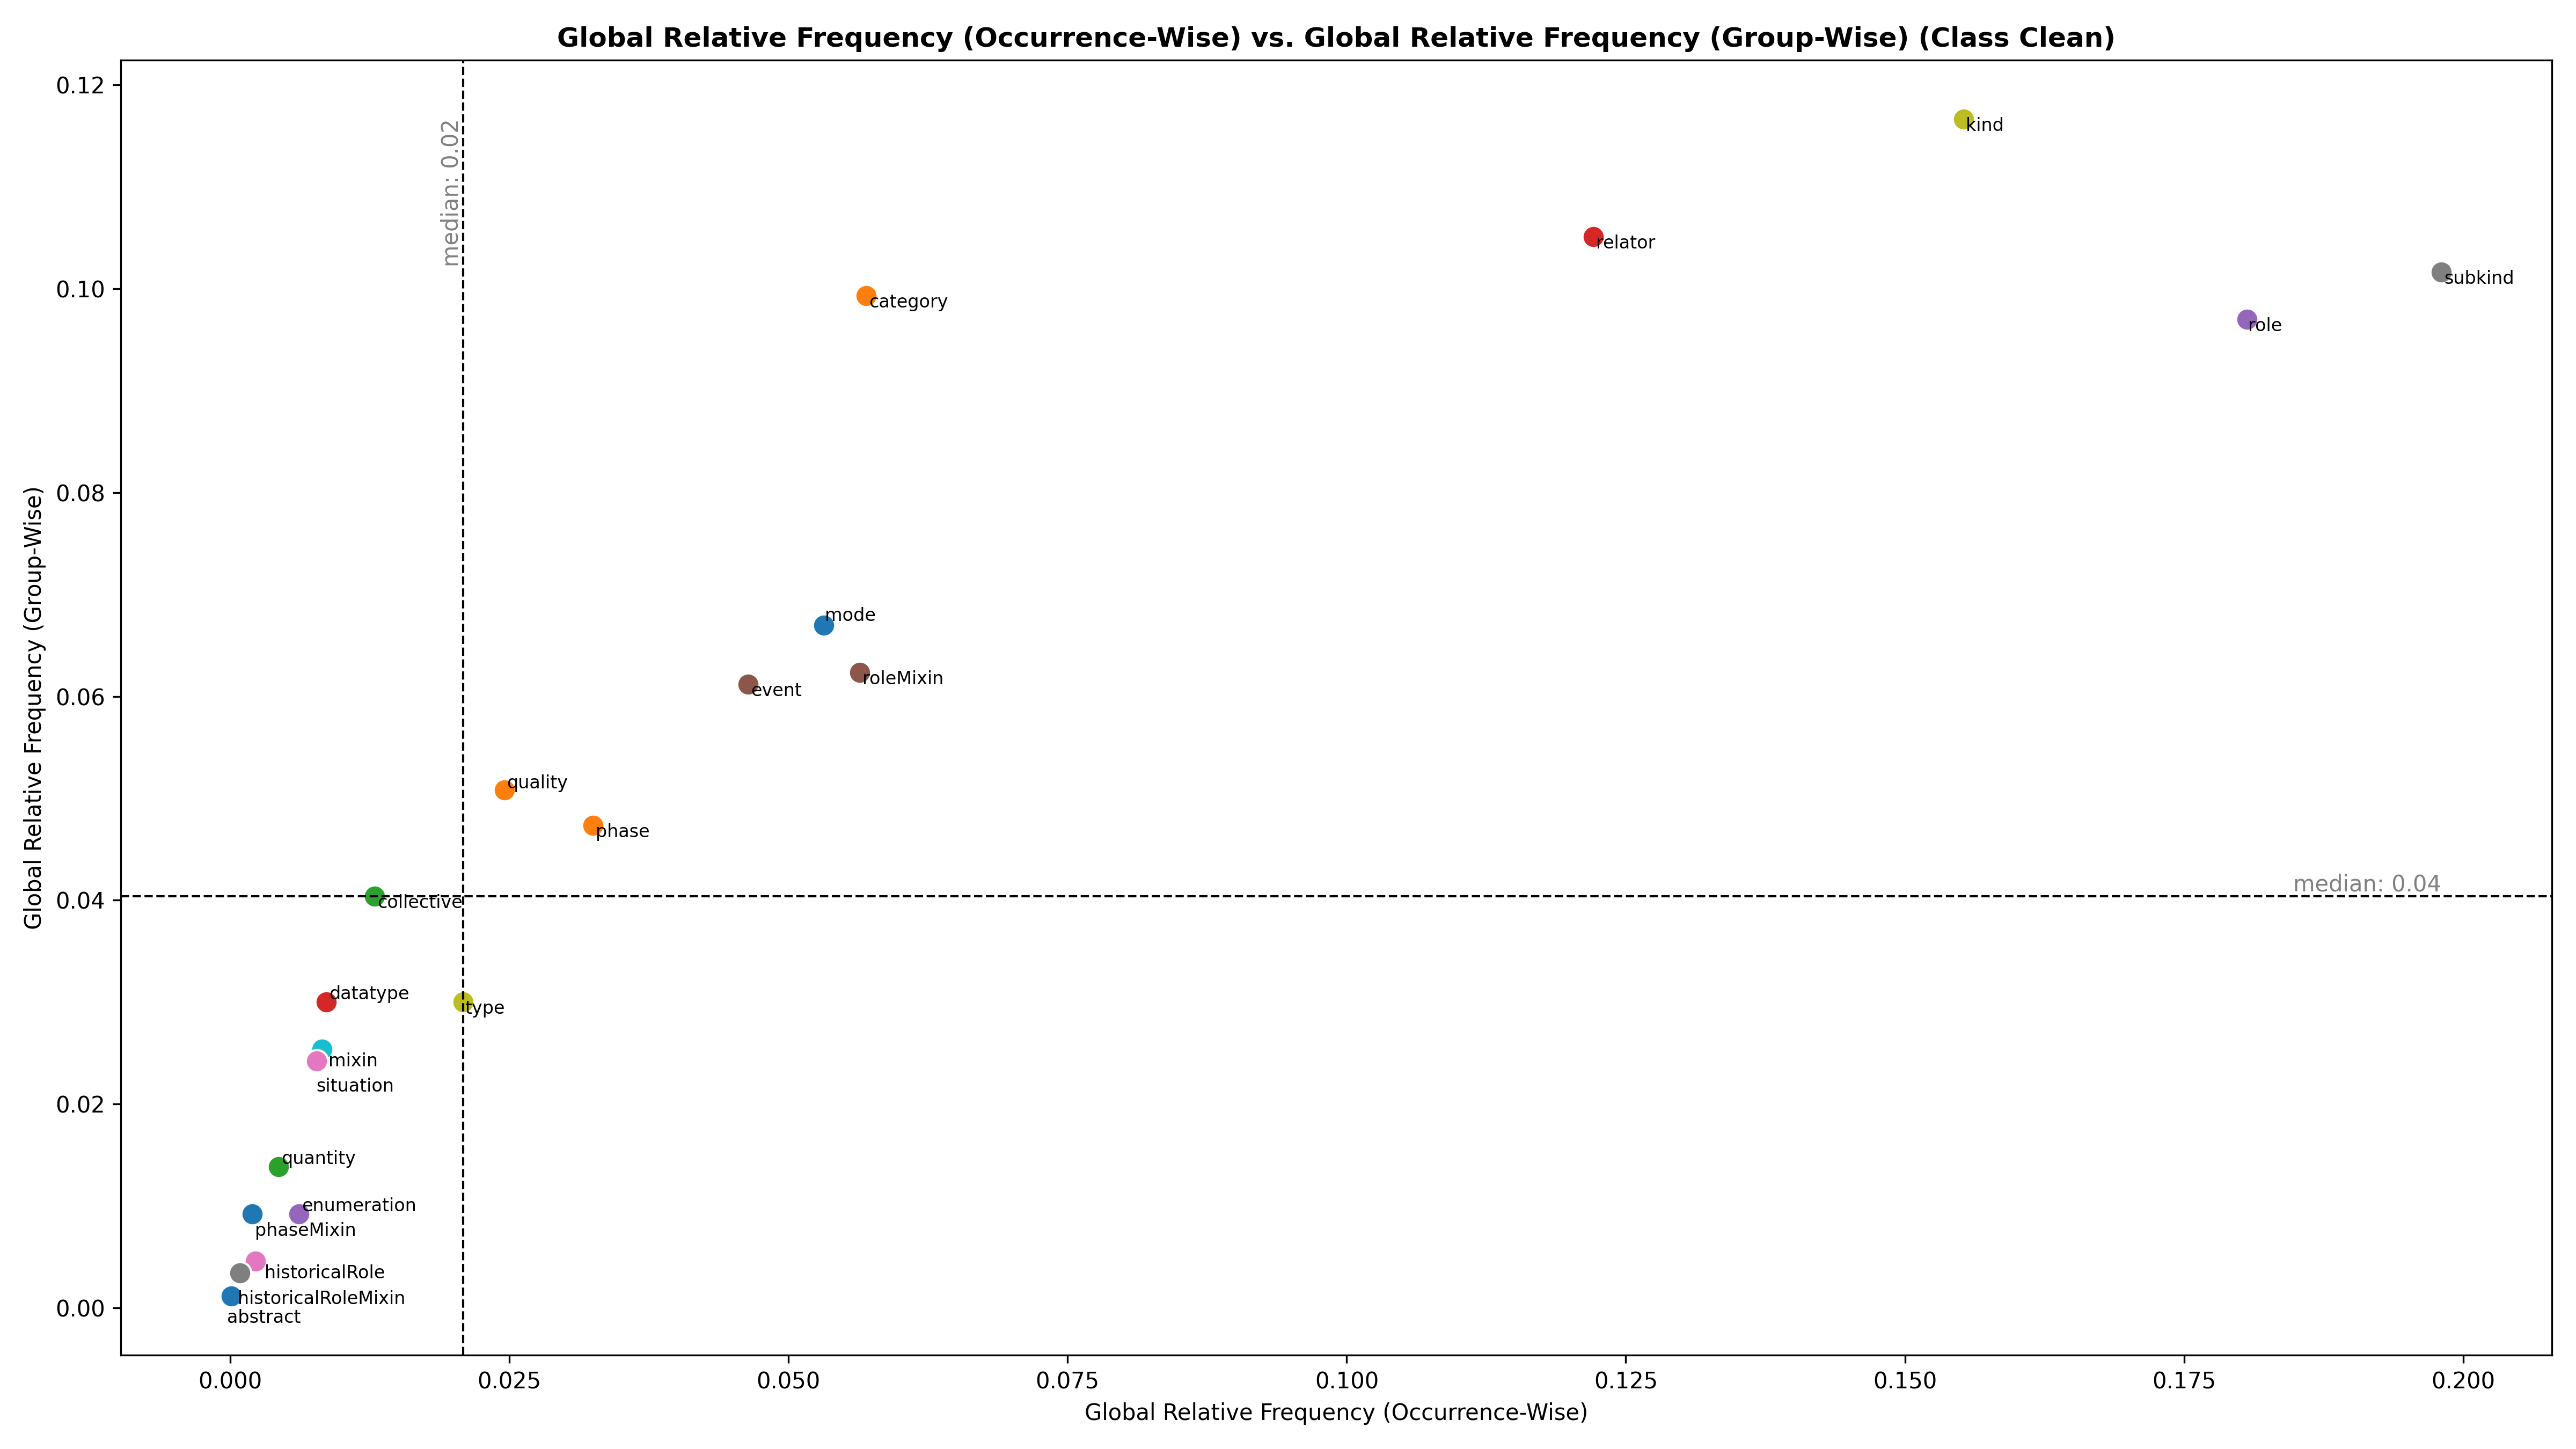 Global Relative Frequency (Occurrence-Wise) vs. Global Relative Frequency (Group-Wise) (Class Clean)
0.12
0.10
0.08
0.06
0.04
0.02
0.00
Global Relative Frequency (Group-Wise)
median: 0.02
kind
relator
subkind
category
role
mode
roleMixin
event
quality
phase
median: 0.04
collective
datatype
type
mixin
situation
quantity
enumeration
phaseMixin
historicalRole
historicalRoleMixin
abstract
0.000
0.025
0.050
0.075
0.100
0.125
0.150
0.175
0.200
Global Relative Frequency (Occurrence-Wise)